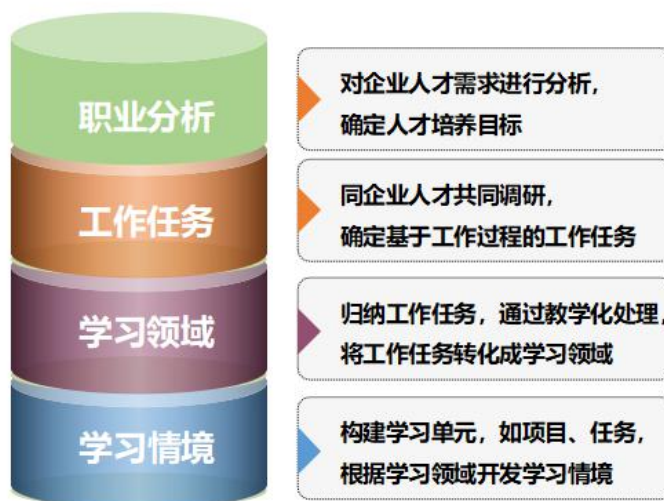 职业分析
对企业人才需求进行分析，
确定人才培养目标
工作任务
同企业人才共同调研，
确定基于工作过程的工作任务
学习领域
归纳工作任务，通过教学化处理，
将工作任务转化成学习领域
学习情境
构建学习单元，如项目、任务，
根据学习领域开发学习情境